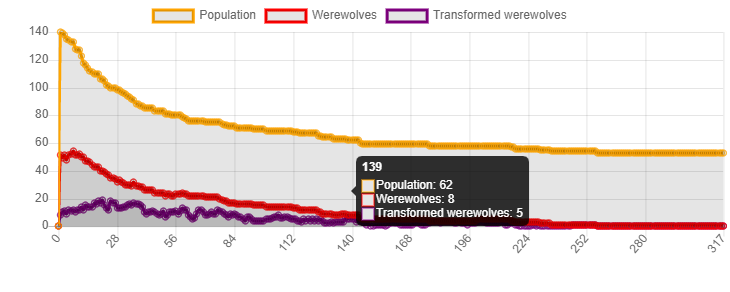 Population Werewolves Transformed werewolves
140
120
100
80
60
40
20
0
139
Population: 62
Werewolves: 8
Transformed werewolves: 5
0 28 56 84 112 140 168 196 224 252 280 317